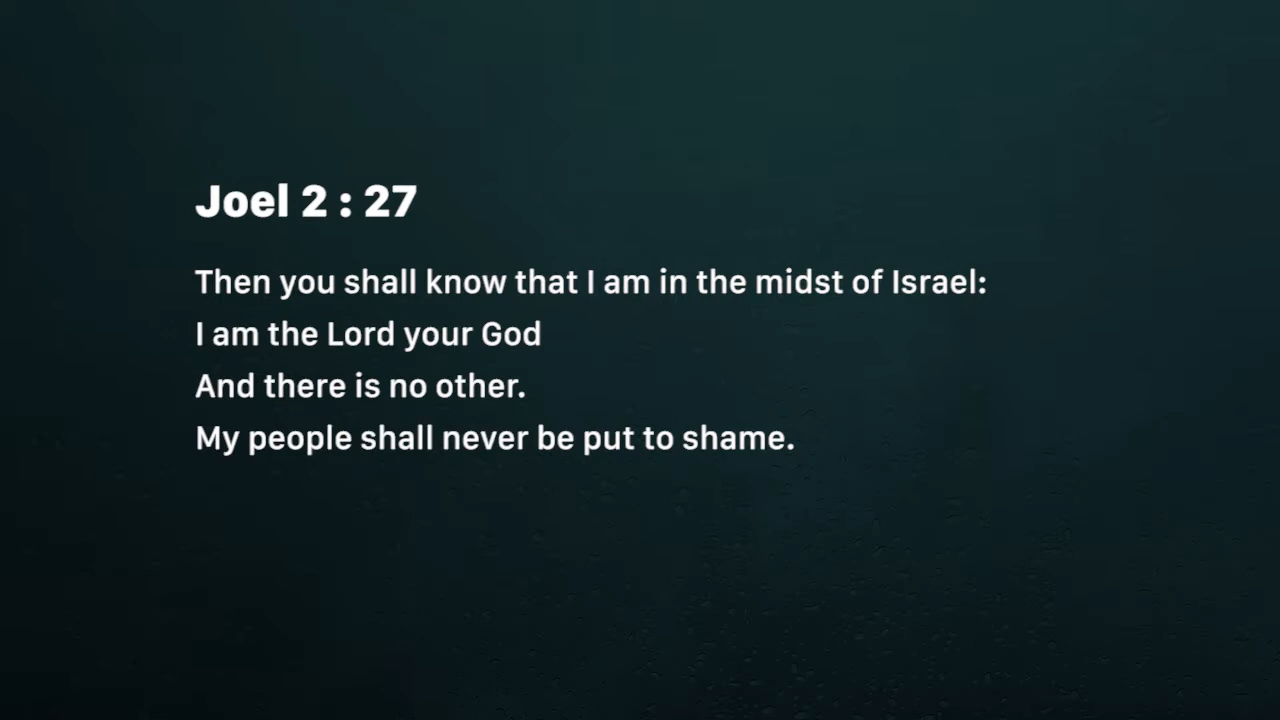 Joel 2 : 27
Then you shall know that I am in the midst of Israel:
I am the Lord your God
And there is no other.
My people shall never be put to shame.